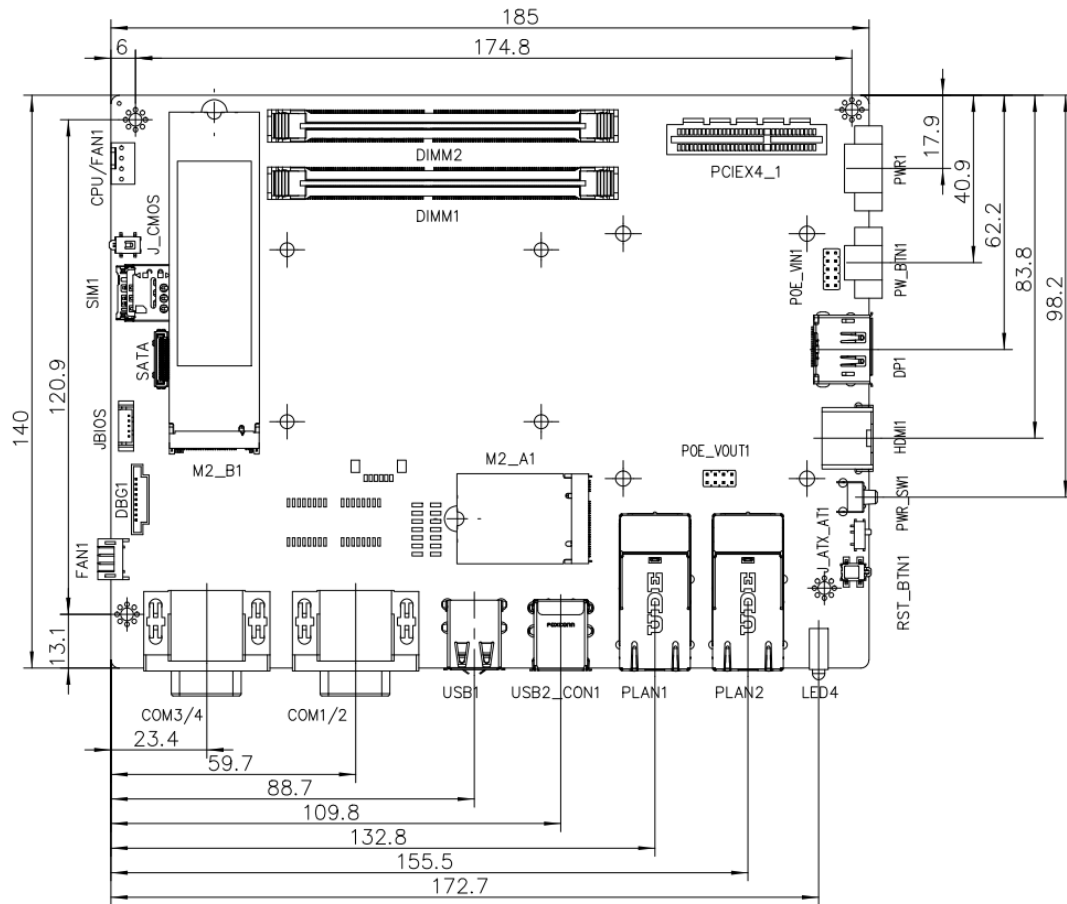 185
6
174.8
CPU/FAN1
DIMM2
DIMM1
PCIEX4_1
PWR1
17.9
40.9
62.2
83.8
98.2
J_CMOS
SIM1
POE_VIN1
PW_BTN1
SATA
DP1
120.9
140
JBIOS
M2_B1
M2_A1
POE_VOUT1
HDMI1
DBG1
PWR_SW1
J_ATX_AT1
FAN1
RST_BTN1
UDE
UDE
FOXCONN
13.1
USB1
USB2_CON1
PLAN1
PLAN2
LED4
COM3/4
COM1/2
23.4
59.7
88.7
109.8
132.8
155.5
172.7